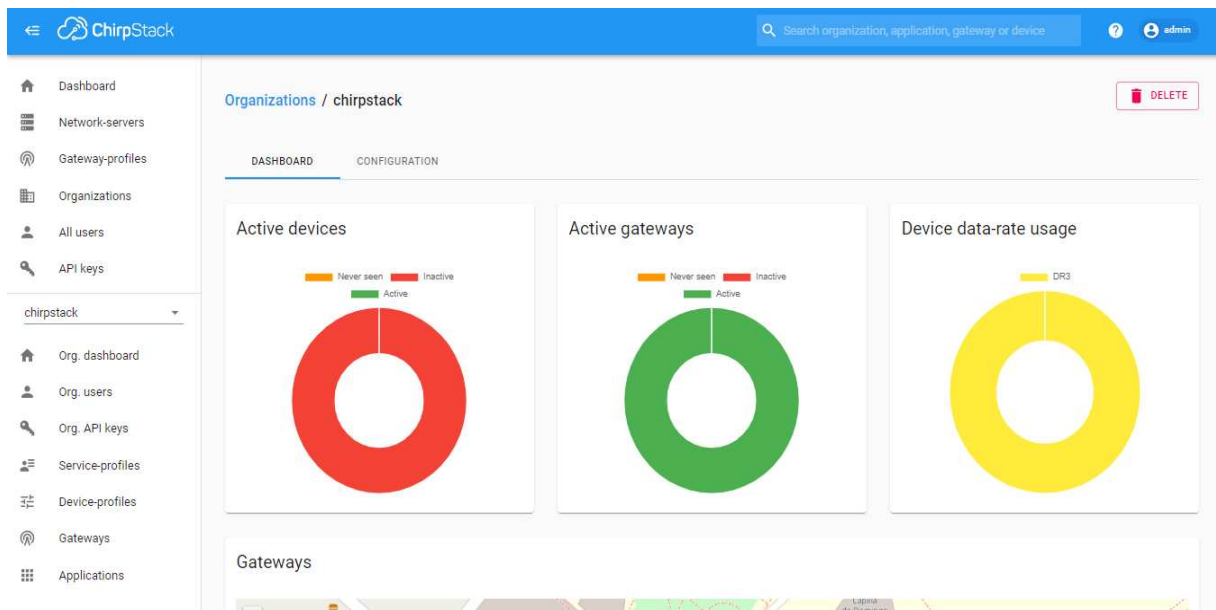 ChirpStack
Search organization, application, gateway or device
? admin
Dashboard
Network-servers
Gateway-profiles
Organizations
All users
API keys
chirpstack
Org. dashboard
Org. users
Org. API keys
Service-profiles
Device-profiles
Gateways
Applications
Organizations / chirpstack
DELETE
DASHBOARD CONFIGURATION
Active devices
Never seen Inactive
Active
Active gateways
Never seen Inactive
Active
Device data-rate usage
DR3
Gateways